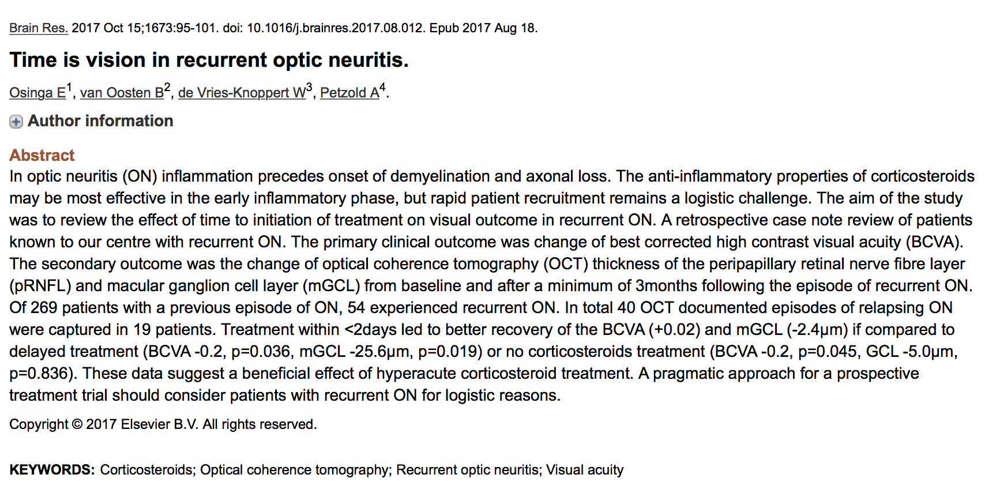 Brain Res. 2017 Oct 15;1673:95-101. doi: 10.1016/j.brainres.2017.08.012. Epub 2017 Aug 18.
Time is vision in recurrent optic neuritis.
Osinga E1, van Oosten B2, de Vries-Knoppert W3, Petzold A4.
Author information
Abstract
In optic neuritis (ON) inflammation precedes onset of demyelination and axonal loss. The anti-inflammatory properties of corticosteroids
may be most effective in the early inflammatory phase, but rapid patient recruitment remains a logistic challenge. The aim of the study
was to review the effect of time to initiation of treatment on visual outcome in recurrent ON. A retrospective case note review of patients
known to our centre with recurrent ON. The primary clinical outcome was change of best corrected high contrast visual acuity (BCVA).
The secondary outcome was the change of optical coherence tomography (OCT) thickness of the peripapillary retinal nerve fibre layer
(pRNFL) and macular ganglion cell layer (mGCL) from baseline and after a minimum of 3months following the episode of recurrent ON.
Of 269 patients with a previous episode of ON, 54 experienced recurrent ON. In total 40 OCT documented episodes of relapsing ON
were captured in 19 patients. Treatment within <2days led to better recovery of the BCVA (+0.02) and mGCL (-2.4μm) if compared to
delayed treatment (BCVA -0.2, p=0.036, mGCL -25.6μm, p=0.019) or no corticosteroids treatment (BCVA -0.2, p=0.045, GCL -5.0μm,
p=0.836). These data suggest a beneficial effect of hyperacute corticosteroid treatment. A pragmatic approach for a prospective
treatment trial should consider patients with recurrent ON for logistic reasons.
Copyright © 2017 Elsevier B.V. All rights reserved.
KEYWORDS: Corticosteroids; Optical coherence tomography; Recurrent optic neuritis; Visual acuity